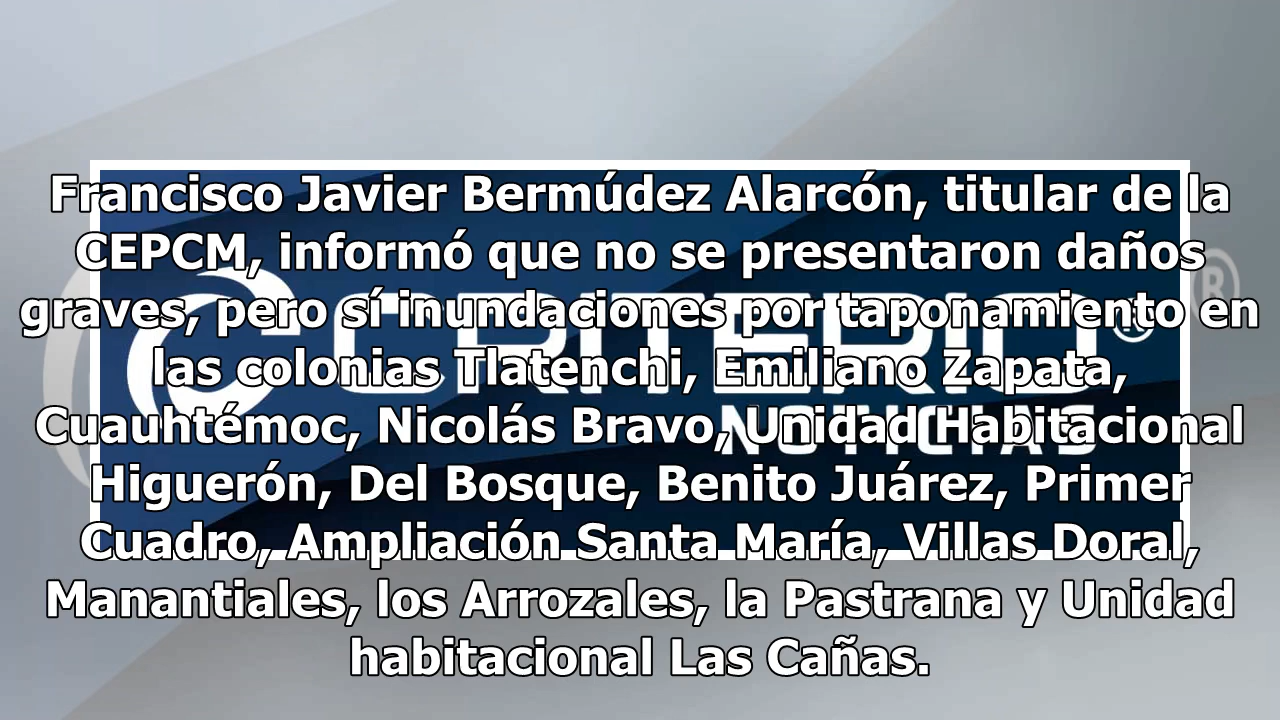 Francisco Javier Bermúdez Alarcón, titular de la
CEPCM, informó que no se presentaron daños
graves, pero sí inundaciones por taponamiento en
las colonias Tlatenchi, Emiliano Zapata,
Cuauhtémoc, Nicolás Bravo, Unidad Habitacional
Higuerón, Del Bosque, Benito Juárez, Primer
Cuadro, Ampliación Santa María, Villas Doral,
Manantiales, los Arrozales, la Pastrana y Unidad
habitacional Las Cañas.
CRITERIO®
NOTICIAS
®